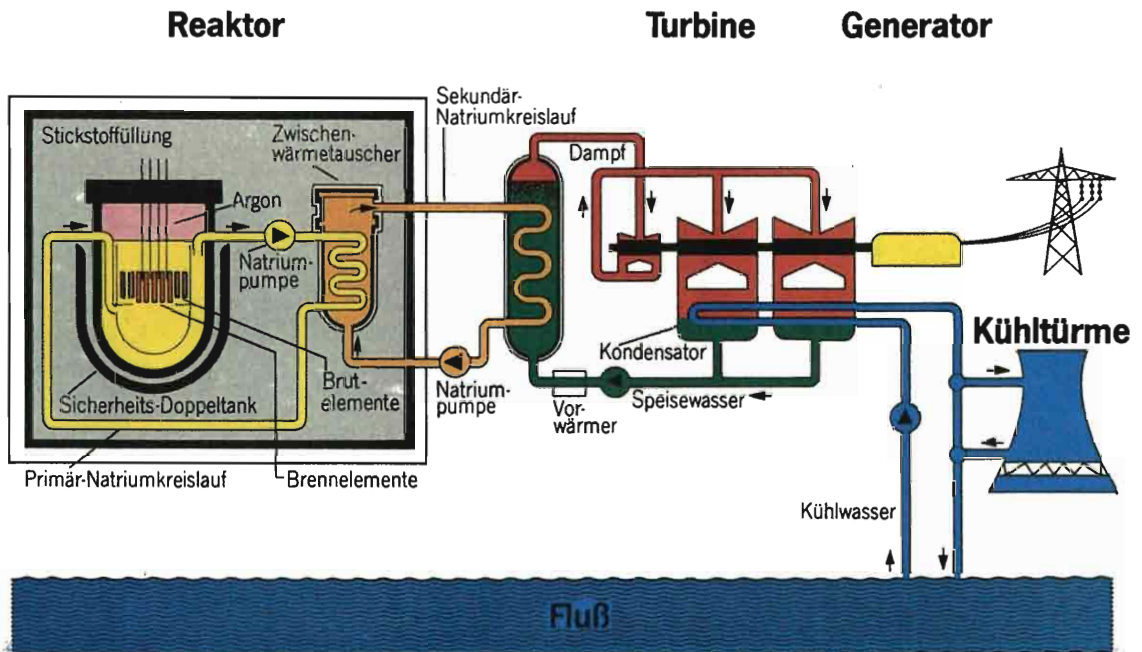 Reaktor
Turbine
Generator
Sekundär-
Natriumkreislauf
Stickstoffüllung
Zwischen-
wärmetauscher
Dampf
Argon
Natrium-
pumpe
Kühltürme
Kondensator
Brut-
elemente
Natrium-
pumpe
Vor-
wärmer
Speisewasser
Sicherheits-Doppeltank
Primär-Natriumkreislauf
Brennelemente
Kühlwasser
Fluß